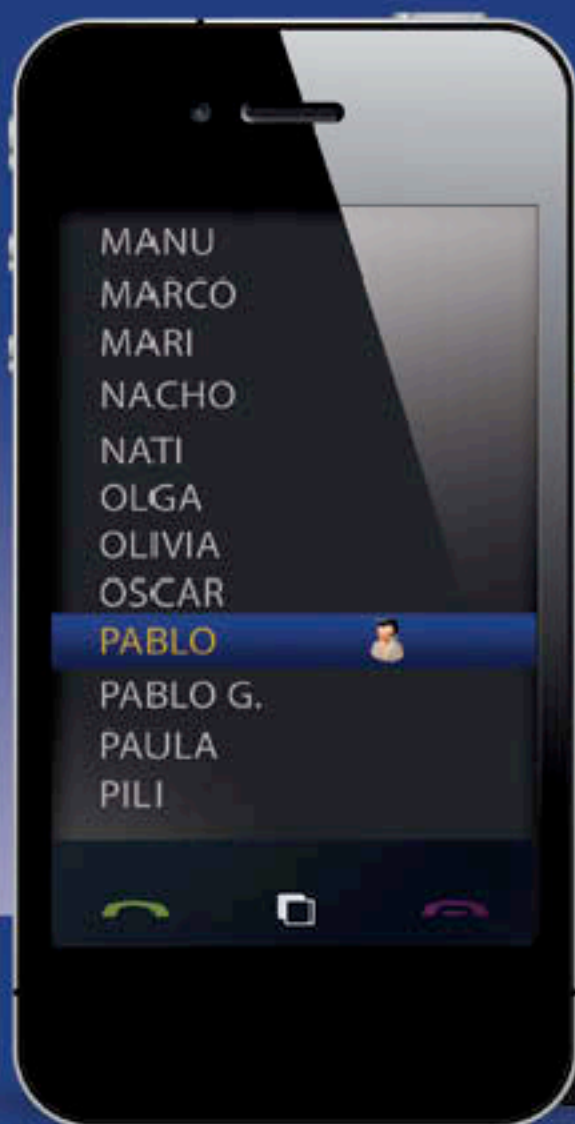 MANU
MARCO
MARI
NACHO
NATI
OLGA
OLIVIA
OSCAR
PABLO
PABLO G.
PAULA
PILI